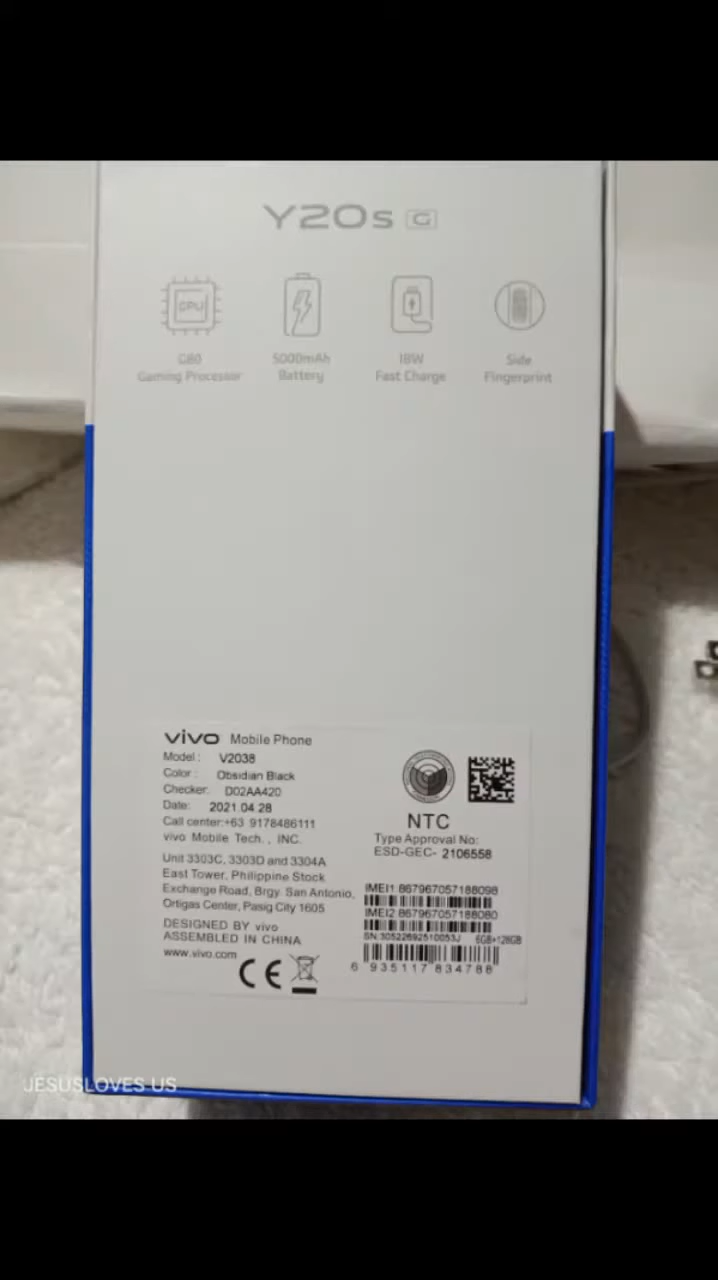 Y20s G
CPU
G80
Gaming Processor
5000mAh
Battery
18W
Fast Charge
Side
Fingerprint
vivo Mobile Phone
Model: V2038
Color: Obsidian Black
Checker: D02AA420
Date: 2021.04.28
Call center:+63 9178486111
vivo Mobile Tech. , INC.
Unit 3303C, 3303D and 3304A
East Tower, Philippine Stock
Exchange Road, Brgy. San Antonio,
Ortigas Center, Pasig City 1605
DESIGNED BY vivo
ASSEMBLED IN CHINA
www.vivo.com
CE
NTC
Type Approval No:
ESD-GEC- 2106558
IMEI1:867967057188098
IMEI2:867967057188080
SN:30522692510053J 6GB+128GB
6 935117 834788
JESUSLOVES US